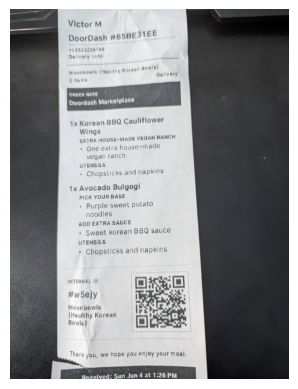 Victor M
DoorDash #65BE31EE
Delivery note:
Moonbowls (Healthy Korean Bowls)
2 items Delivery
ORDER NOTE
Doordash Marketplace
1x Korean BBQ Cauliflower
Wings
EXTRA HOUSE-MADE VEGAN RANCH
• One extra house-made
vegan ranch
UTENSILS
• Chopsticks and napkins
1x Avocado Bulgogi
PICK YOUR BASE
• Purple sweet potato
noodles
ADD EXTRA SAUCE
• Sweet korean BBQ sauce
UTENSILS
• Chopsticks and napkins
INTERNAL ID
#w5ejy
Moonbowls
(Healthy Korean
Bowls)
Thank you, we hope you enjoy your meal.
Received: Sun Jun 4 at 1:26 PM